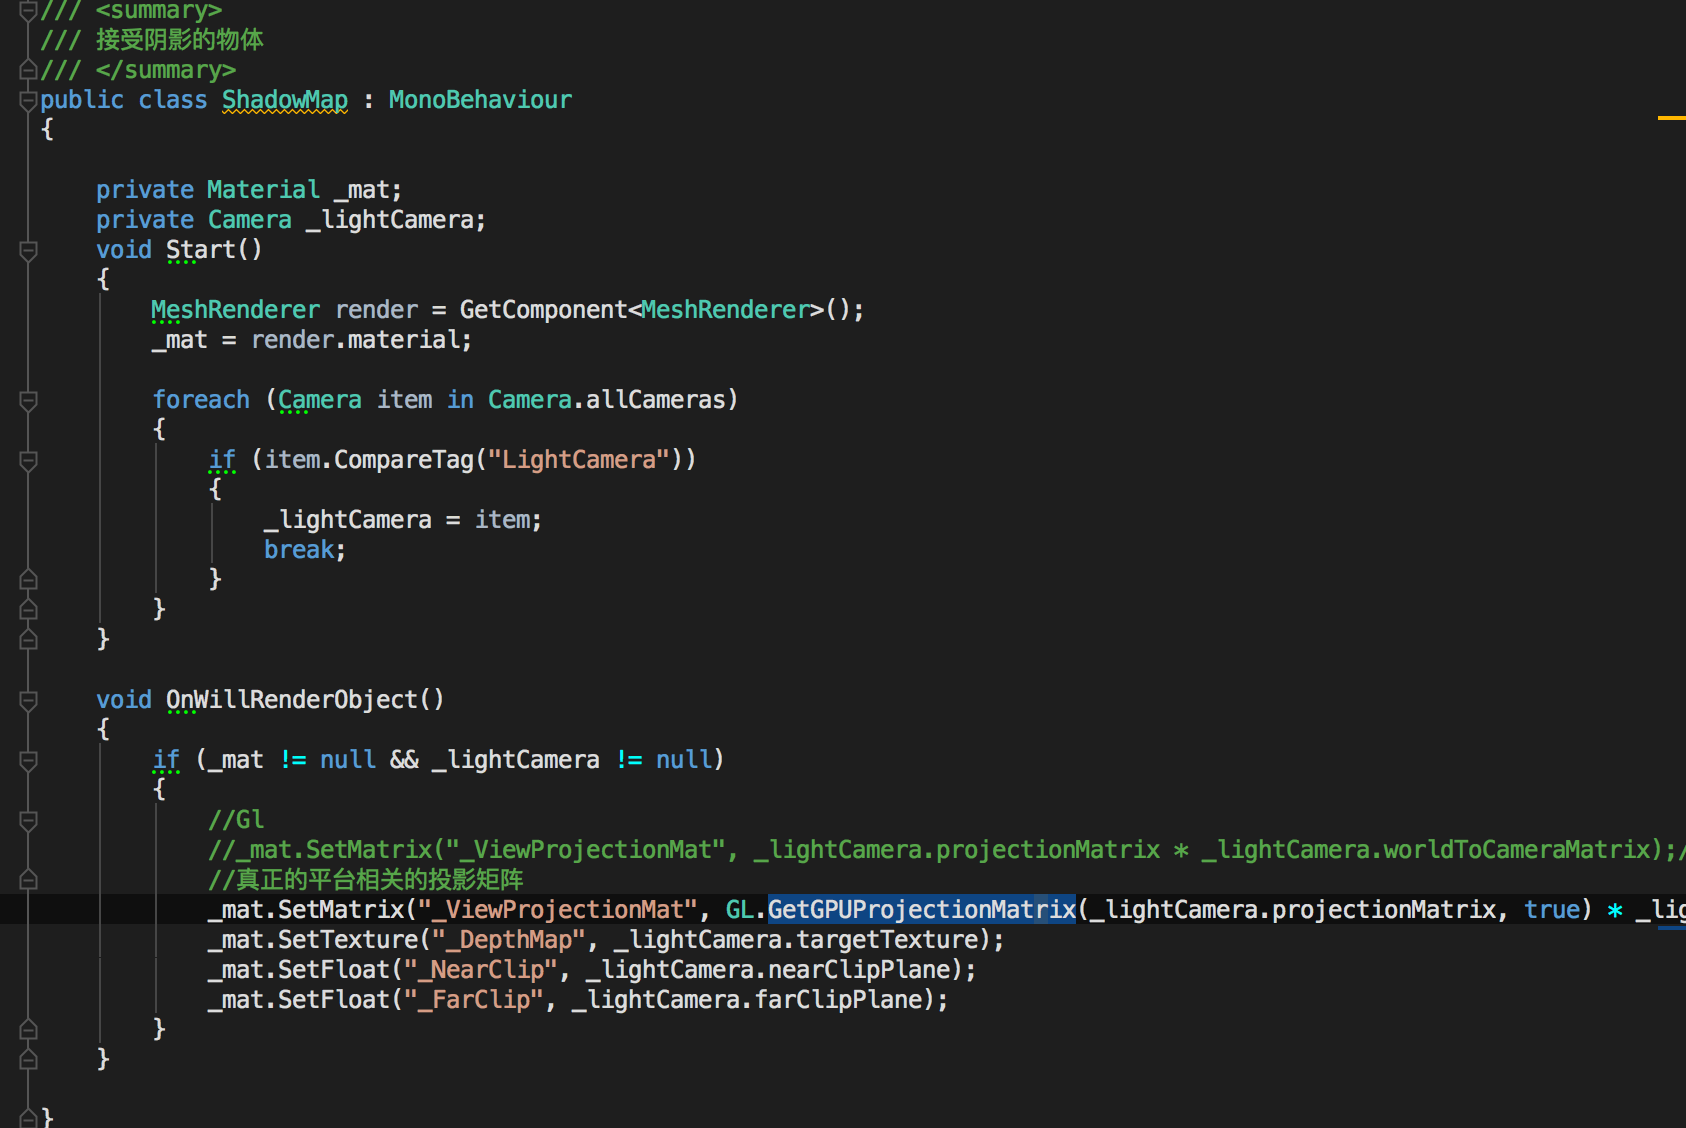 /// <summary>
/// 接受阴影的物体
/// </summary>
public class ShadowMap : MonoBehaviour
{
private Material _mat;
private Camera _lightCamera;
void Start()
{
MeshRenderer render = GetComponent<MeshRenderer>();
_mat = render.material;
foreach (Camera item in Camera.allCameras)
{
if (item.CompareTag("LightCamera"))
{
_lightCamera = item;
break;
}
}
}
void OnWillRenderObject()
{
if (_mat != null && _lightCamera != null)
{
//Gl
//_mat.SetMatrix("_ViewProjectionMat", _lightCamera.projectionMatrix * _lightCamera.worldToCameraMatrix);/
//真正的平台相关的投影矩阵
_mat.SetMatrix("_ViewProjectionMat", GL.GetGPUProjectionMatrix(_lightCamera.projectionMatrix, true) * _lig
_mat.SetTexture("_DepthMap", _lightCamera.targetTexture);
_mat.SetFloat("_NearClip", _lightCamera.nearClipPlane);
_mat.SetFloat("_FarClip", _lightCamera.farClipPlane);
}
}
}